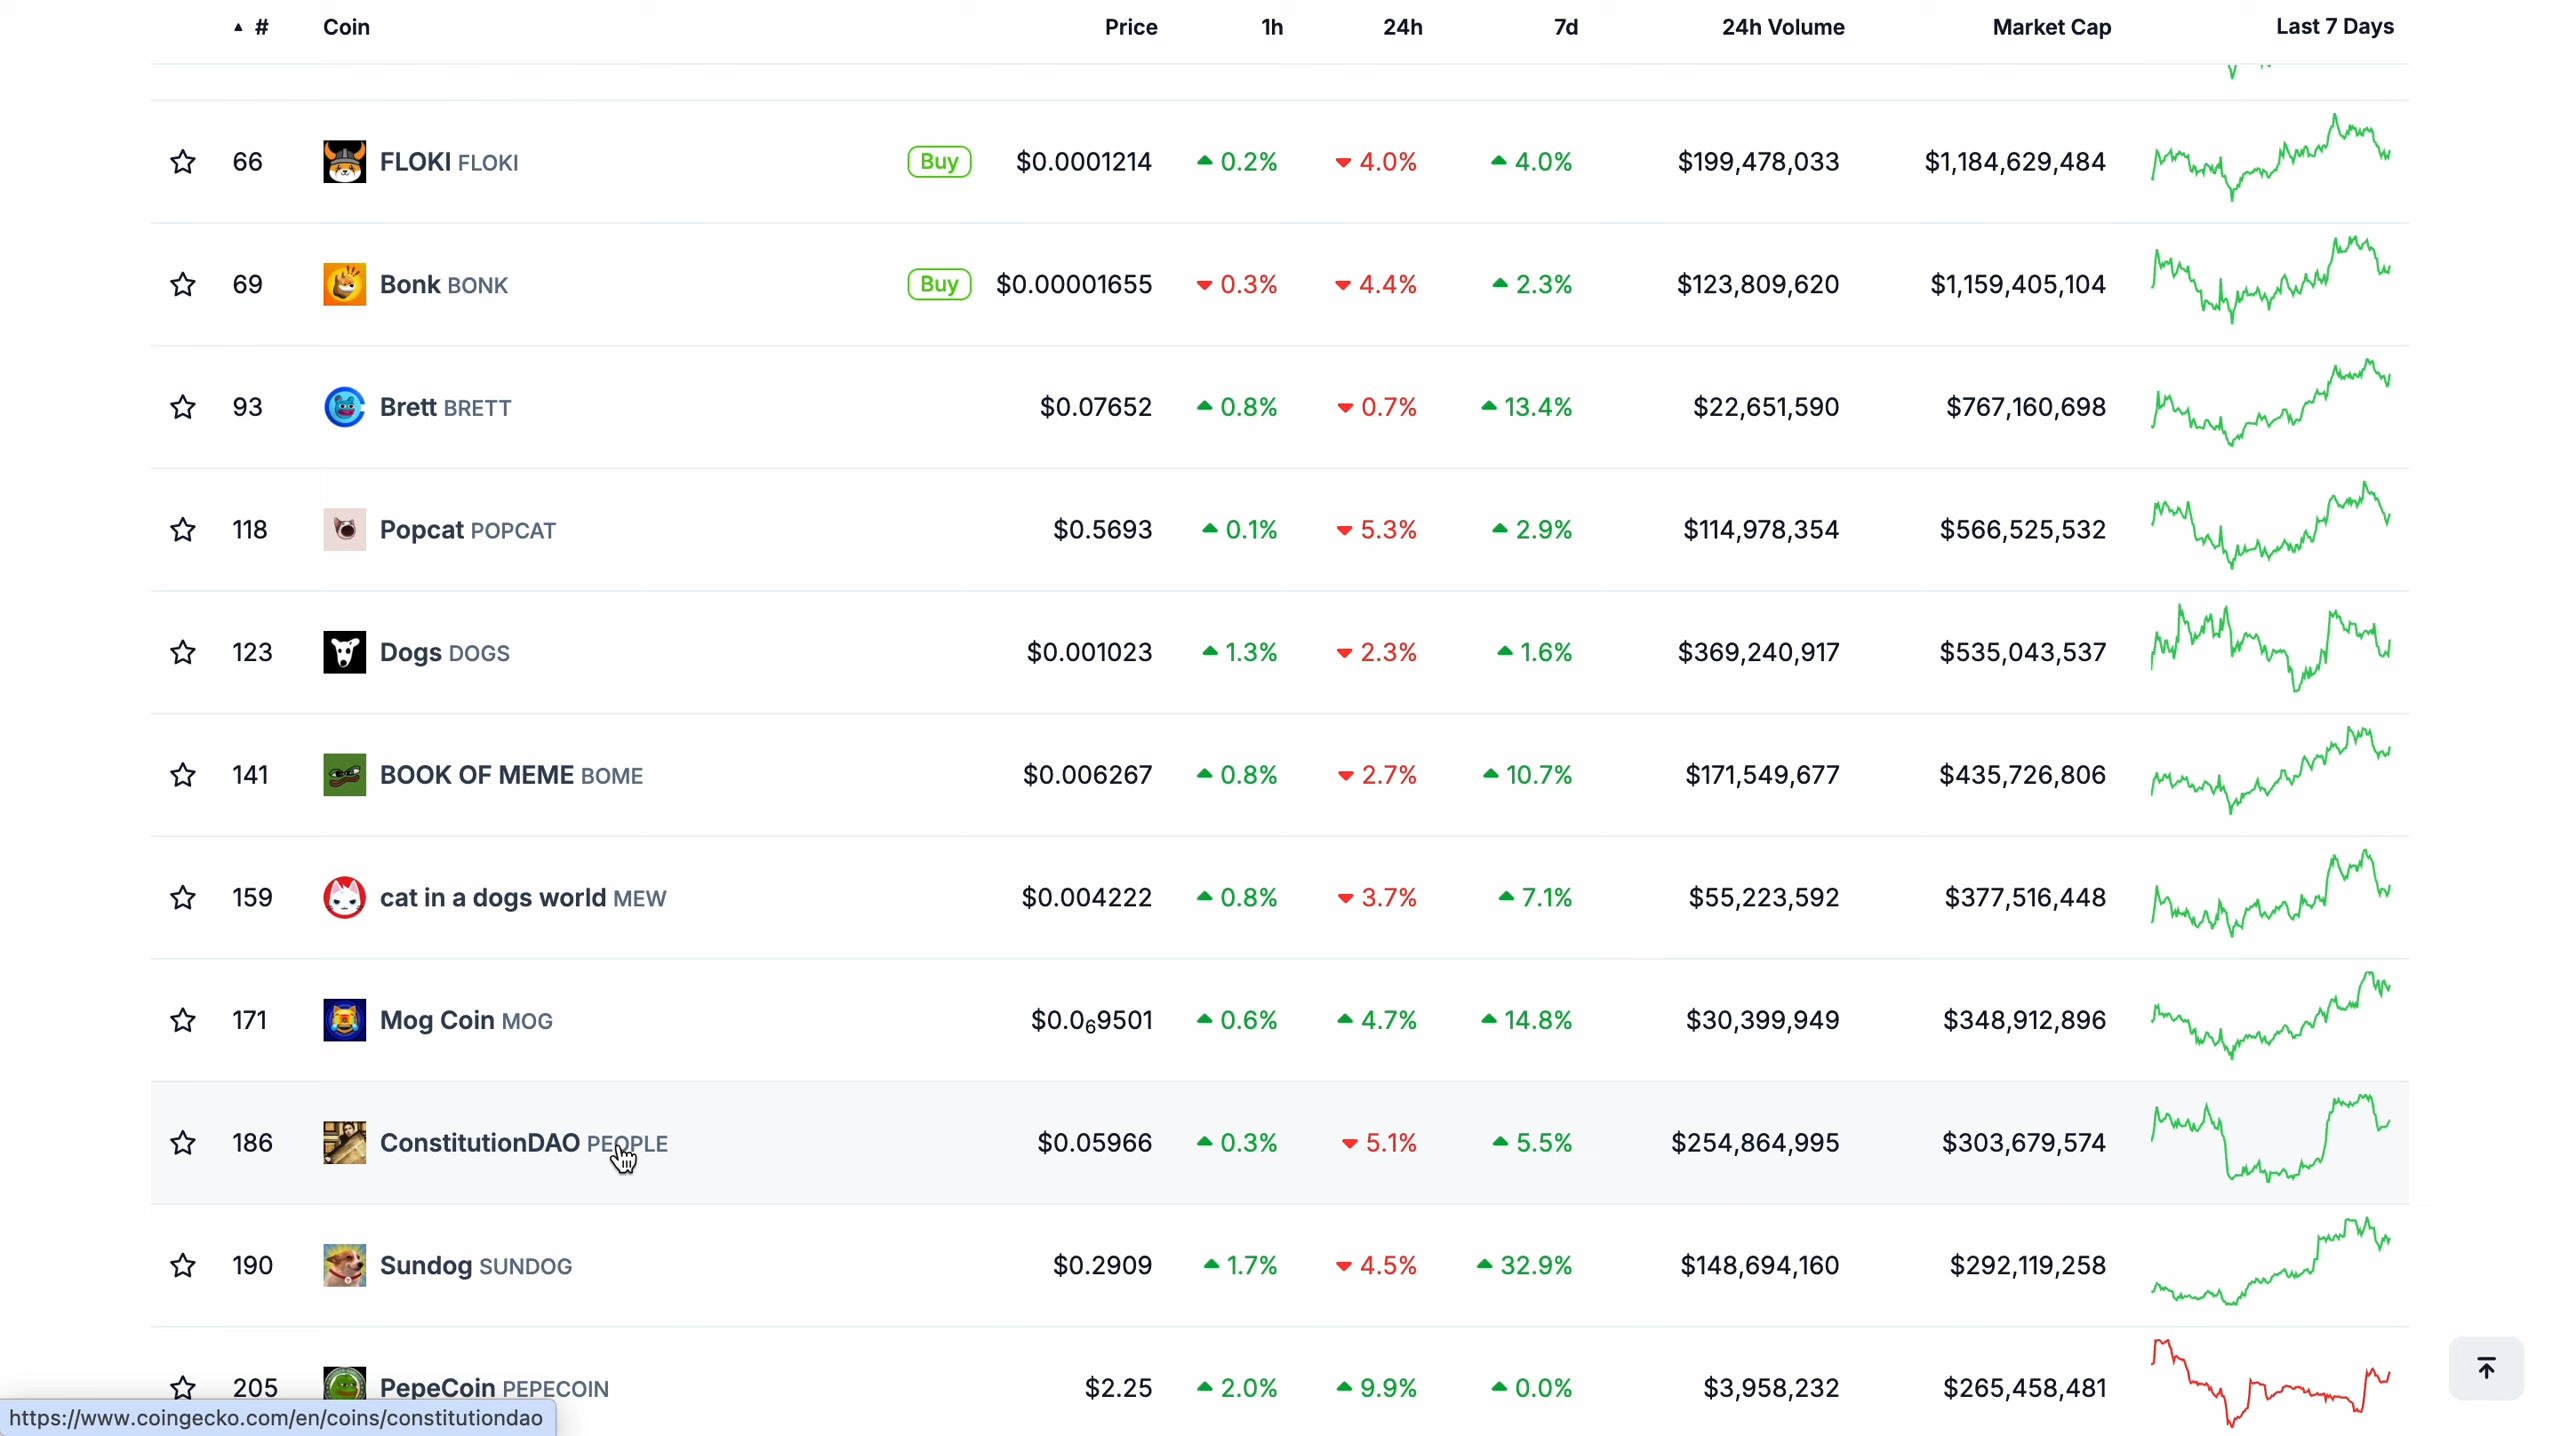 ▲ # Coin Price 1h 24h 7d 24h Volume Market Cap Last 7 Days
66 FLOKI FLOKI Buy $0.0001214 ▲ 0.2% ▼ 4.0% ▲ 4.0% $199,478,033 $1,184,629,484
69 Bonk BONK Buy $0.00001655 ▼ 0.3% ▼ 4.4% ▲ 2.3% $123,809,620 $1,159,405,104
93 Brett BRETT $0.07652 ▲ 0.8% ▼ 0.7% ▲ 13.4% $22,651,590 $767,160,698
118 Popcat POPCAT $0.5693 ▲ 0.1% ▼ 5.3% ▲ 2.9% $114,978,354 $566,525,532
123 Dogs DOGS $0.001023 ▲ 1.3% ▼ 2.3% ▲ 1.6% $369,240,917 $535,043,537
141 BOOK OF MEME BOME $0.006267 ▲ 0.8% ▼ 2.7% ▲ 10.7% $171,549,677 $435,726,806
159 cat in a dogs world MEW $0.004222 ▲ 0.8% ▼ 3.7% ▲ 7.1% $55,223,592 $377,516,448
171 Mog Coin MOG $0.0₆9501 ▲ 0.6% ▲ 4.7% ▲ 14.8% $30,399,949 $348,912,896
186 ConstitutionDAO PEOPLE $0.05966 ▲ 0.3% ▼ 5.1% ▲ 5.5% $254,864,995 $303,679,574
190 Sundog SUNDOG $0.2909 ▲ 1.7% ▼ 4.5% ▲ 32.9% $148,694,160 $292,119,258
205 PepeCoin PEPECOIN $2.25 ▲ 2.0% ▲ 9.9% ▲ 0.0% $3,958,232 $265,458,481
https://www.coingecko.com/en/coins/constitutiondao